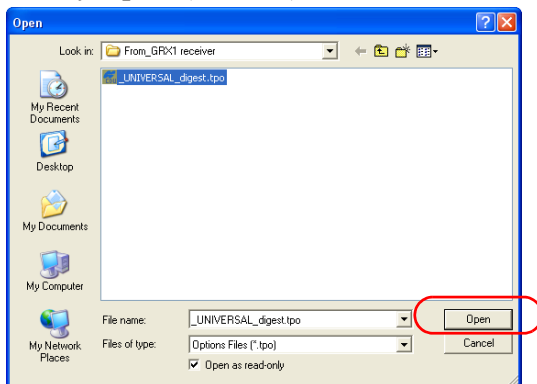 Open
Look in: From_GRX1 receiver
_UNIVERSAL_digest.tpo
My Recent
Documents
Desktop
My Documents
My Computer
My Network
Places
File name: _UNIVERSAL_digest.tpo Open
Files of type: Options Files (*.tpo) Cancel
Open as read-only